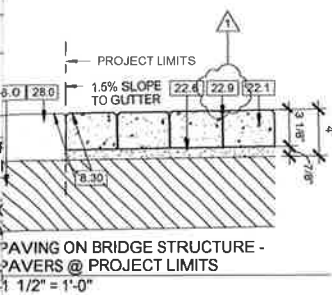 1
PROJECT LIMITS
1.5% SLOPE
TO GUTTER
28.0
22.6
22.9
22.1
3 1/8"
4
7/8"
8.30
PAVING ON BRIDGE STRUCTURE -
PAVERS @ PROJECT LIMITS
1 1/2" = 1'-0"